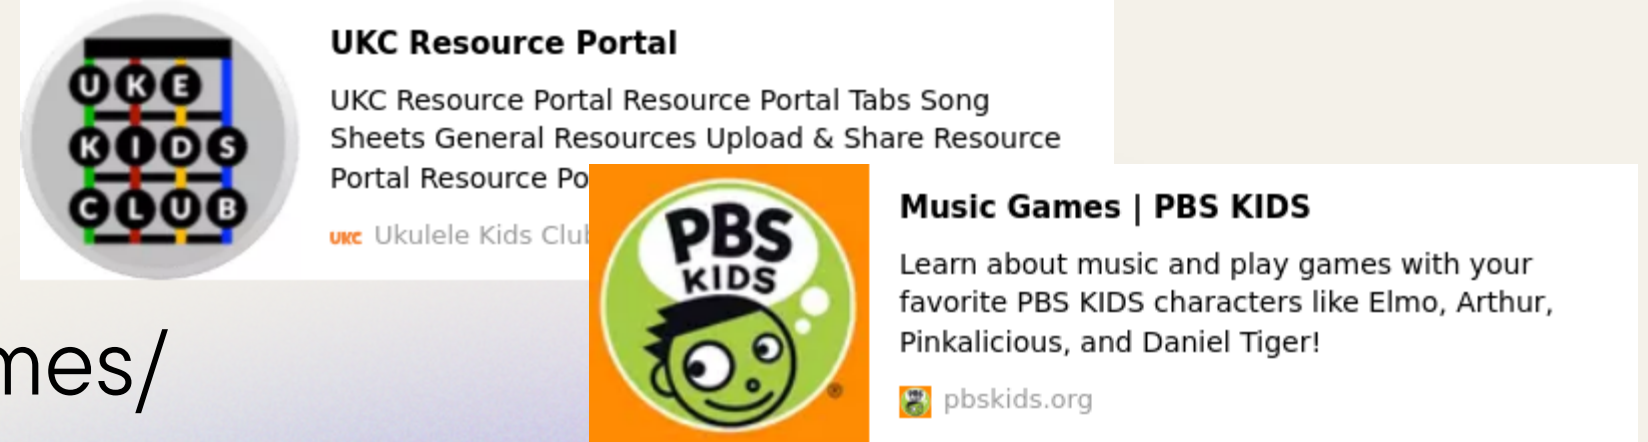 UKE
KIDS
CLUB
UKC Resource Portal
UKC Resource Portal Resource Portal Tabs Song
Sheets General Resources Upload & Share Resource
Portal Resource Po
UKC Ukulele Kids Club
PBS
KIDS
®
Music Games | PBS KIDS
Learn about music and play games with your
favorite PBS KIDS characters like Elmo, Arthur,
Pinkalicious, and Daniel Tiger!
pbskids.org
mes/